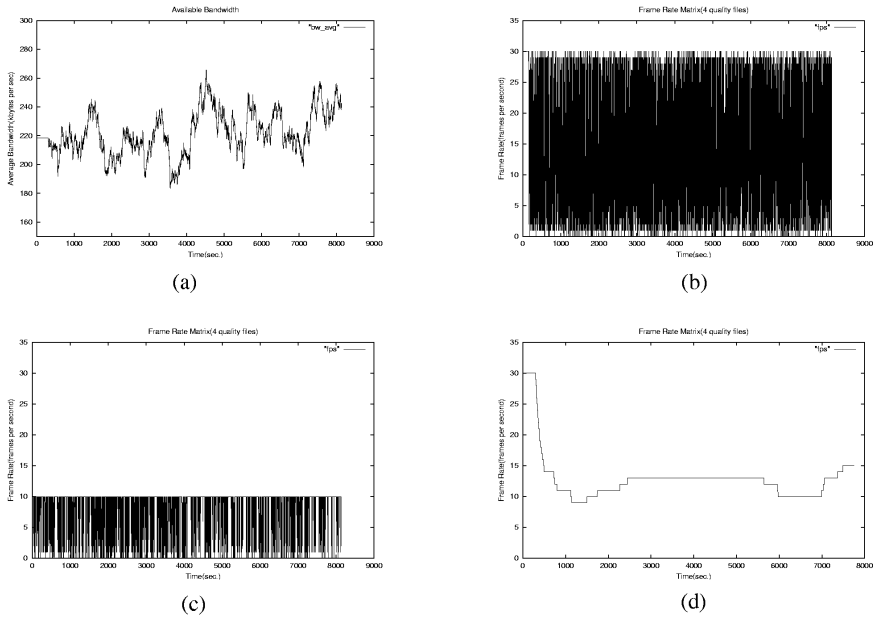 Available Bandwidth
300
280
260
240
220
200
180
160
0 1000 2000 3000 4000 5000 6000 7000 8000 9000
Average Bandwidth(kbytes per sec)
Time(sec.)
"bw_avg"
(a)
Frame Rate Matrix(4 quality files)
35
30
25
20
15
10
5
0
0 1000 2000 3000 4000 5000 6000 7000 8000 9000
Frame Rate(frames per second)
Time(sec.)
"fps"
(b)
Frame Rate Matrix(4 quality files)
35
30
25
20
15
10
5
0
0 1000 2000 3000 4000 5000 6000 7000 8000 9000
Frame Rate(frames per second)
Time(sec.)
"fps"
(c)
Frame Rate Matrix(4 quality files)
35
30
25
20
15
10
5
0
0 1000 2000 3000 4000 5000 6000 7000 8000
Frame Rate(frames per second)
Time(sec.)
"fps"
(d)